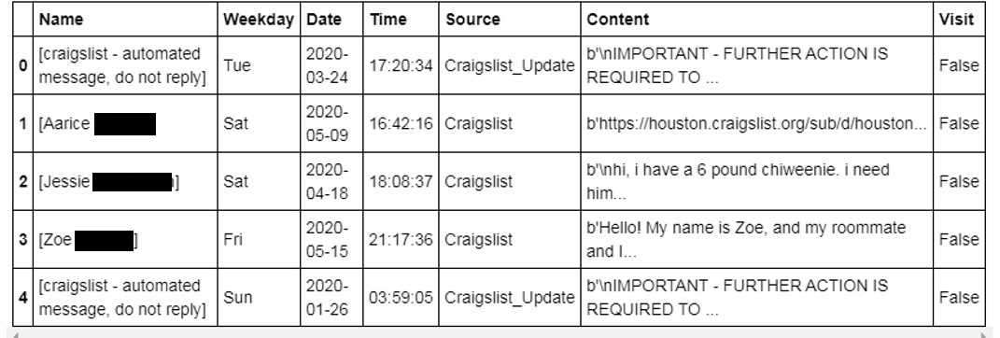 Name Weekday Date Time Source Content Visit
0 [craigslist - automated message, do not reply] Tue 2020-03-24 17:20:34 Craigslist_Update b'\nIMPORTANT - FURTHER ACTION IS REQUIRED TO ... False
1 [Aarice Sat 2020-05-09 16:42:16 Craigslist b'https://houston.craigslist.org/sub/d/houston... False
2 [Jessie ] Sat 2020-04-18 18:08:37 Craigslist b'\nhi, i have a 6 pound chiweenie. i need him... False
3 [Zoe ] Fri 2020-05-15 21:17:36 Craigslist b'Hello! My name is Zoe, and my roommate and I... False
4 [craigslist - automated message, do not reply] Sun 2020-01-26 03:59:05 Craigslist_Update b'\nIMPORTANT - FURTHER ACTION IS REQUIRED TO ... False